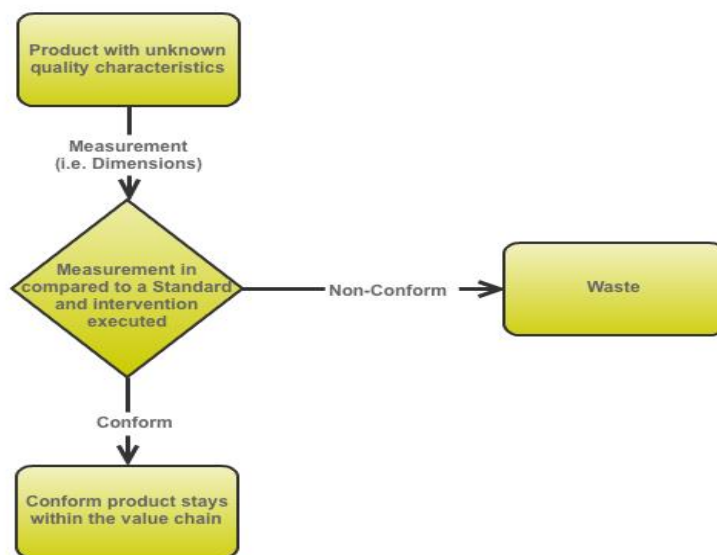 Product with unknown
quality characteristics
Measurement
(i.e. Dimensions)
Measurement in
compared to a Standard
and intervention
executed
Non-Conform
Waste
Conform
Conform product stays
within the value chain